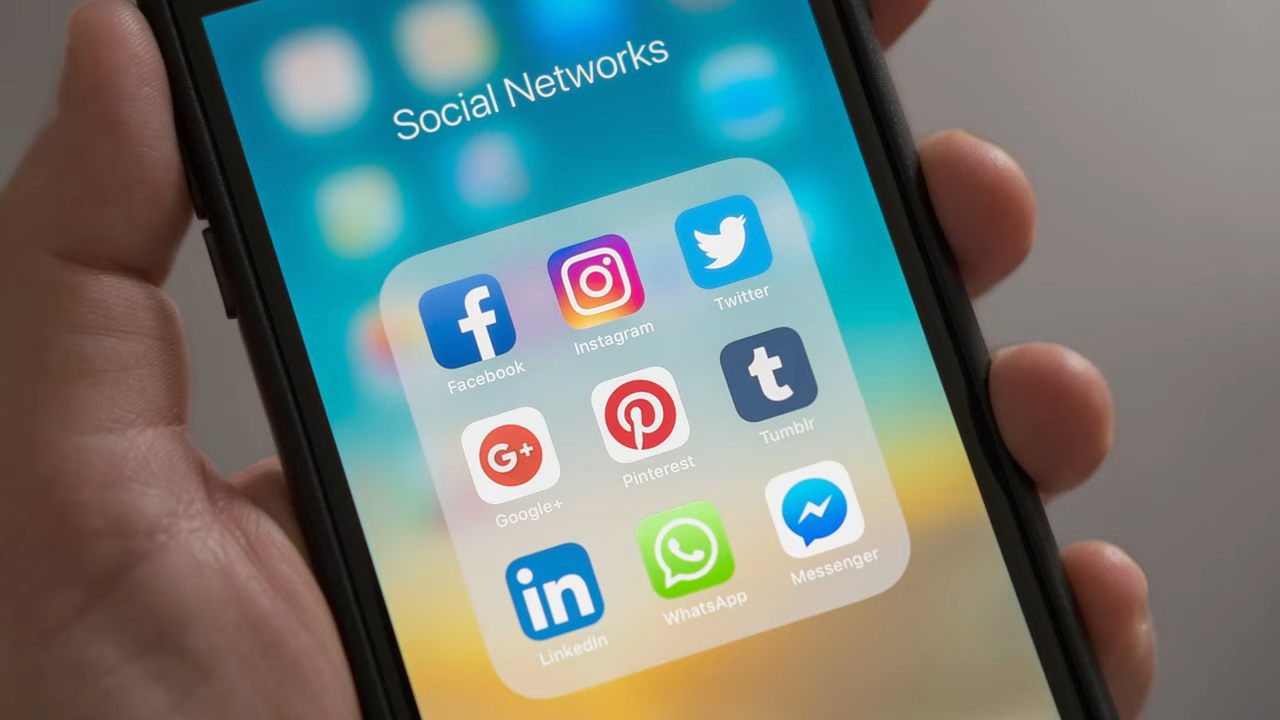 Social Networks
Facebook
Instagram
Twitter
Google+
Pinterest
Tumblr
LinkedIn
WhatsApp
Messenger